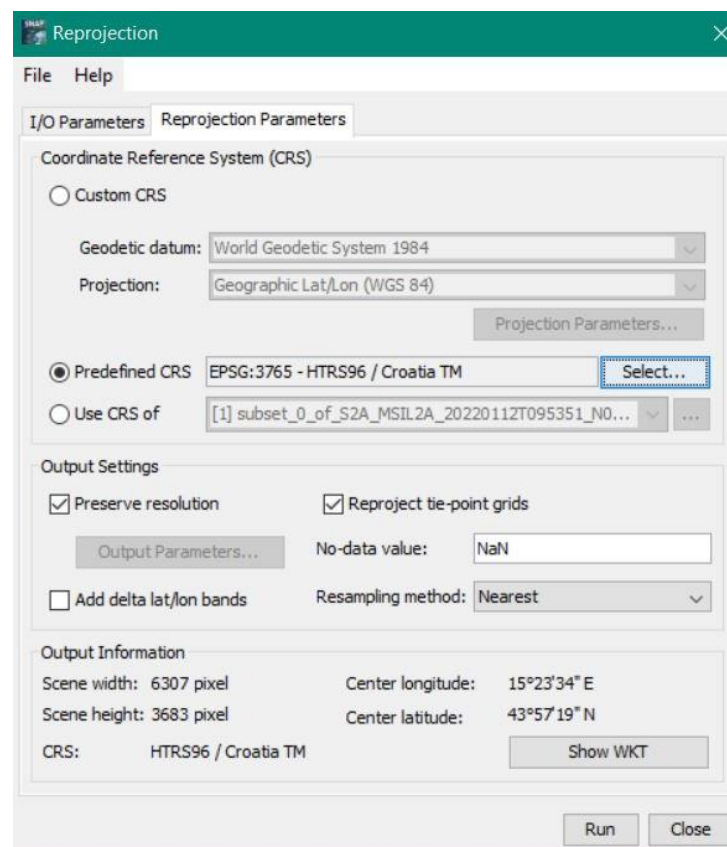 SNAP Reprojection
File Help
I/O Parameters Reprojection Parameters
Coordinate Reference System (CRS)
Custom CRS
Geodetic datum: World Geodetic System 1984
Projection: Geographic Lat/Lon (WGS 84)
Projection Parameters...
Predefined CRS EPSG:3765 - HTRS96 / Croatia TM Select...
Use CRS of [1] subset_0_of_S2A_MSIL2A_20220112T095351_N0... ...
Output Settings
Preserve resolution Reproject tie-point grids
Output Parameters... No-data value: NaN
Add delta lat/lon bands Resampling method: Nearest
Output Information
Scene width: 6307 pixel Center longitude: 15°23'34" E
Scene height: 3683 pixel Center latitude: 43°57'19" N
CRS: HTRS96 / Croatia TM Show WKT
Run Close